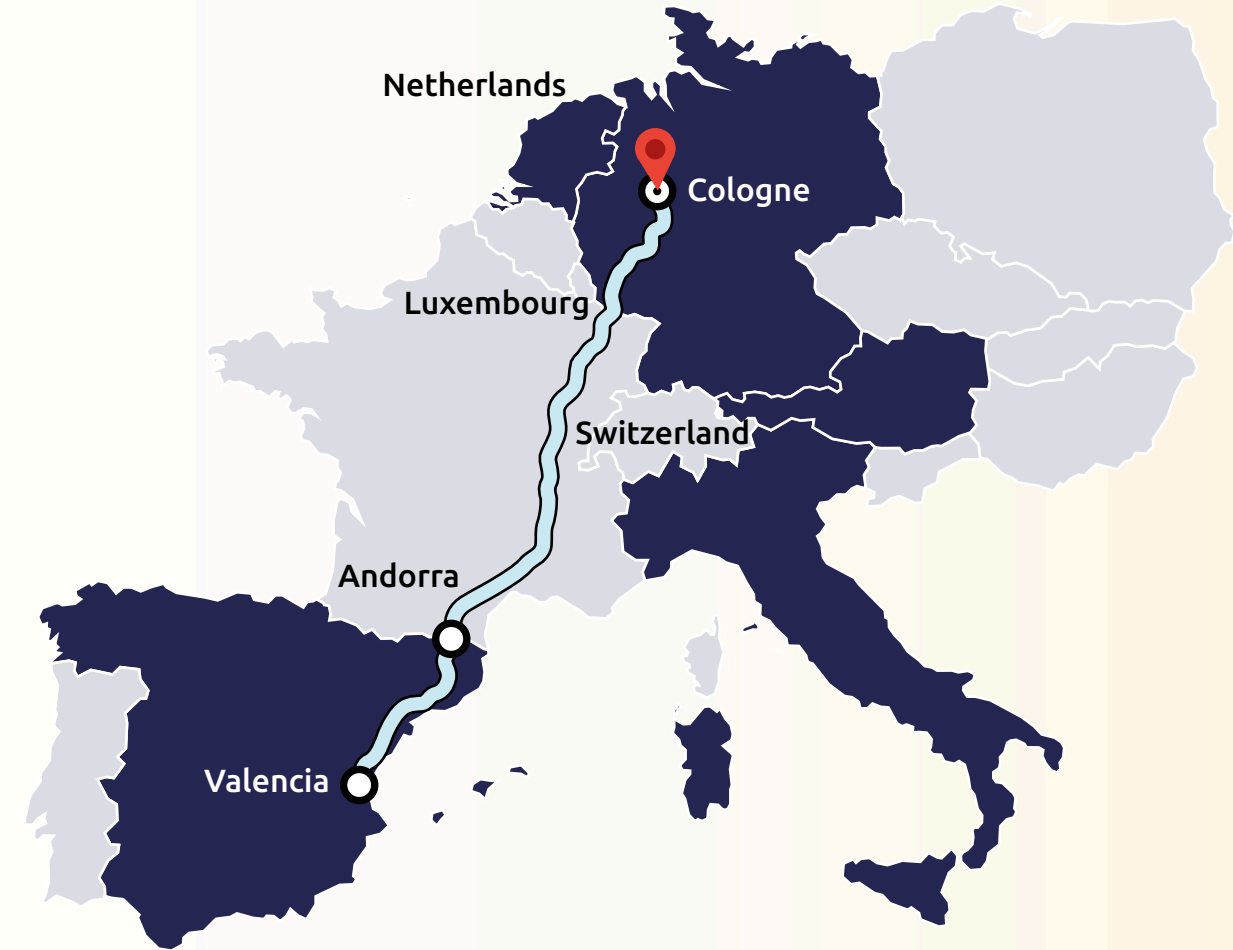 Netherlands
Cologne
Luxembourg
Switzerland
Andorra
Valencia